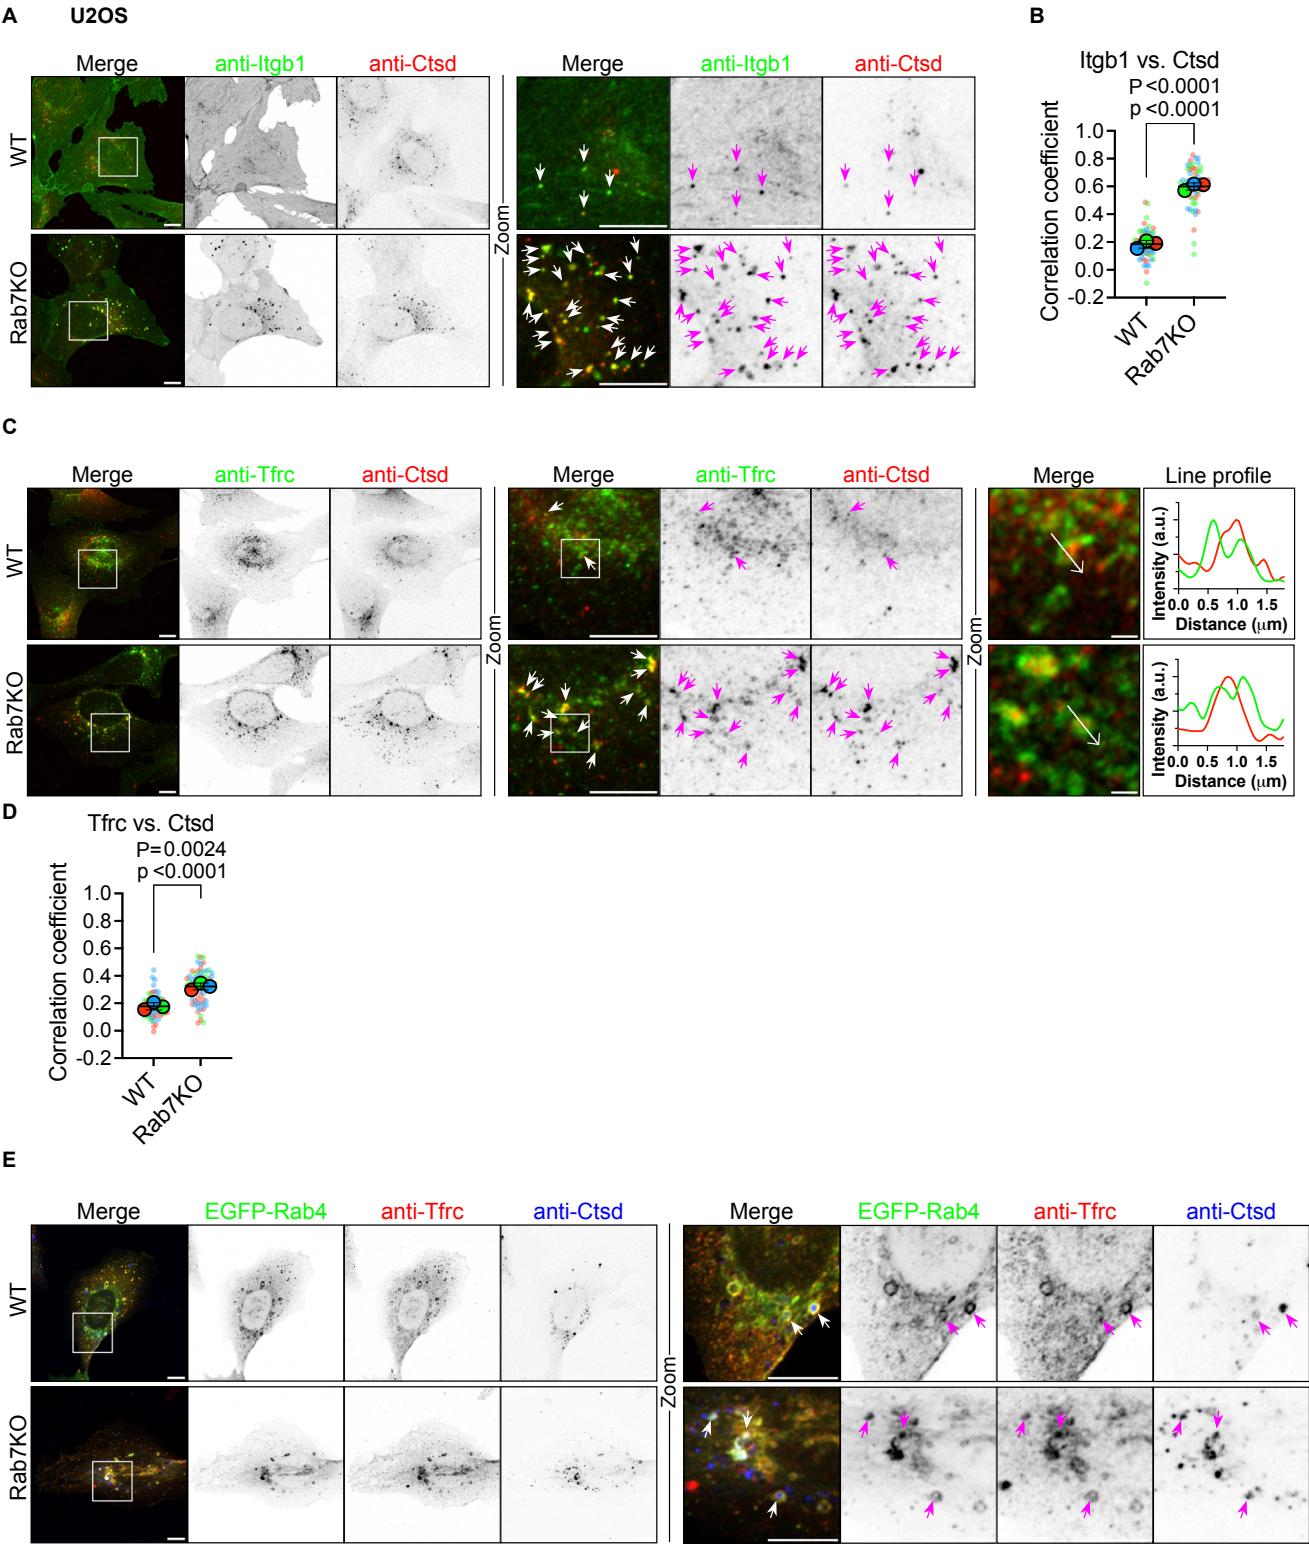 A U2OS
Merge anti-Itgb1 anti-Ctsd Merge anti-Itgb1 anti-Ctsd
WT
Rab7KO
Zoom
B
Itgb1 vs. Ctsd
P <0.0001
p <0.0001
Correlation coefficient
1.0
0.8
0.6
0.4
0.2
0.0
-0.2
WT
Rab7KO
C
Merge anti-Tfrc anti-Ctsd Merge anti-Tfrc anti-Ctsd Merge Line profile
WT
Rab7KO
Zoom
Zoom
Intensity (a.u.)
0.0 0.5 1.0 1.5
Distance (μm)
Intensity (a.u.)
0.0 0.5 1.0 1.5
Distance (μm)
D
Tfrc vs. Ctsd
P= 0.0024
p <0.0001
Correlation coefficient
1.0
0.8
0.6
0.4
0.2
0.0
-0.2
WT
Rab7KO
E
Merge EGFP-Rab4 anti-Tfrc anti-Ctsd Merge EGFP-Rab4 anti-Tfrc anti-Ctsd
WT
Rab7KO
Zoom